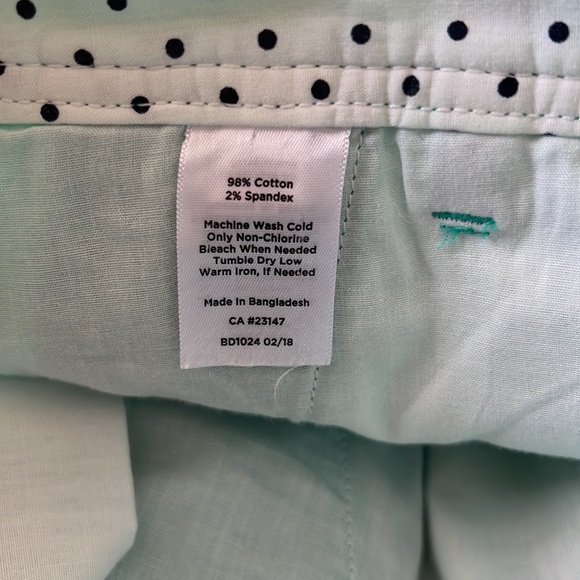 98% Cotton
2% Spandex
Machine Wash Cold
Only Non-Chlorine
Bleach When Needed
Tumble Dry Low
Warm Iron, If Needed
Made In Bangladesh
CA #23147
BD1024 02/18